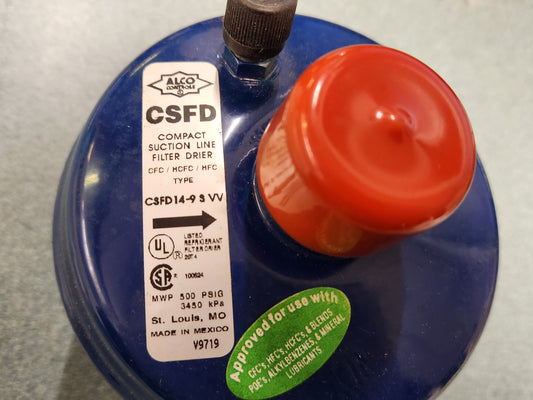 ALCO
CONTROLS
CSFD
COMPACT
SUCTION LINE
FILTER DRIER
CFC / HCFC / HFC
TYPE
CSFD14-9 S VV
UL
LISTED
REFRIGERANT
FILTER DRIER
29T4
100624
MWP 500 PSIG
3450 kPa
St. Louis, MO
MADE IN MEXICO
V9719
Approved for use with
CFC'S, HFC'S, HCFC'S, & BLENDS
POE'S, ALKYLBENZENES, & MINERAL
LUBRICANTS